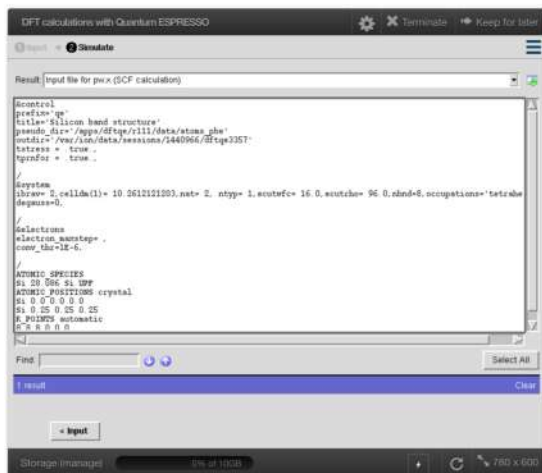 DFT calculations with Quantum ESPRESSO
Terminate
Keep for later
1 Input
2 Simulate
Result: Input file for pw.x (SCF calculation)
&control
prefix='qe'
title='Silicon band structure'
pseudo_dir='/apps/dftqe/r111/data/atoms_pbe'
outdir='/var/ion/data/sessions/1440966/dftqe3357'
tstress = .true.,
tprnfor = .true.,
/
&system
ibrav= 2,celldm(1)= 10.2612121203,nat= 2, ntyp= 1,ecutwfc= 16.0,ecutrho= 96.0,nbnd=8,occupations='tetrahe
degauss=0,
/
&electrons
electron_maxstep= ,
conv_thr=1E-6,
/
ATOMIC_SPECIES
Si 28.086 Si.UPF
ATOMIC_POSITIONS crystal
Si 0.0 0.0 0.0
Si 0.25 0.25 0.25
K_POINTS automatic
Find:
Select All
1 result
Clear
< Input
Storage (manage)
0% of 10GB
780 x 600